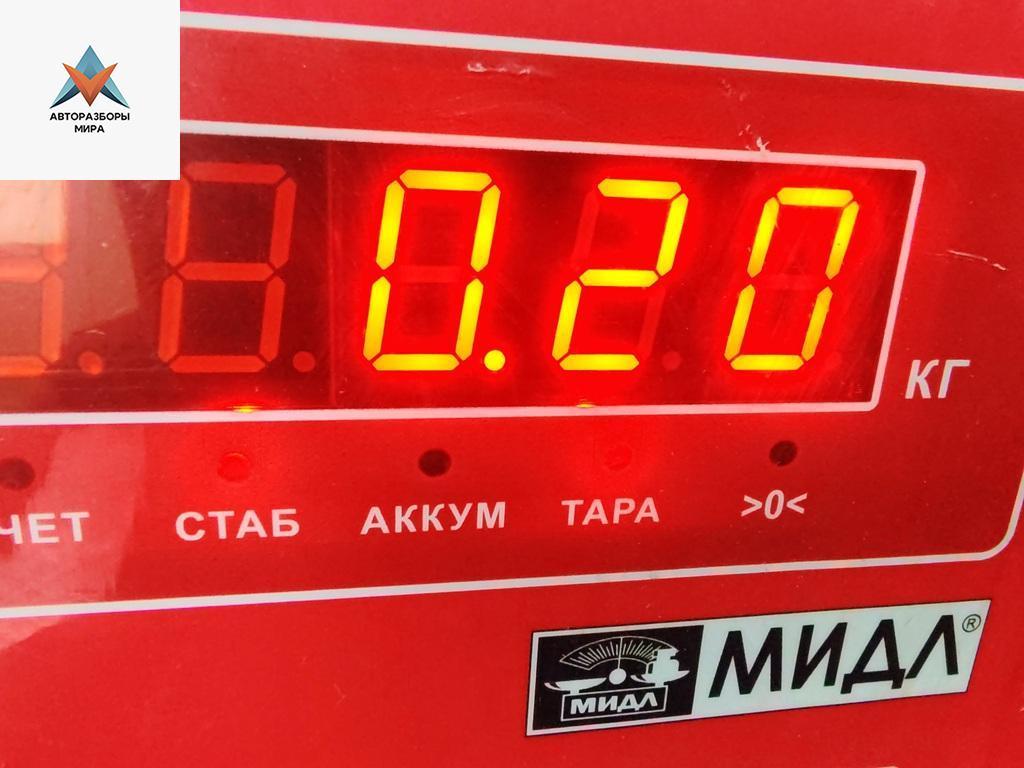 АВТОРАЗБОРЫ
МИРА
0.20
КГ
ЧЕТ СТАБ АККУМ ТАРА >0<
МИДЛ МИДЛ®